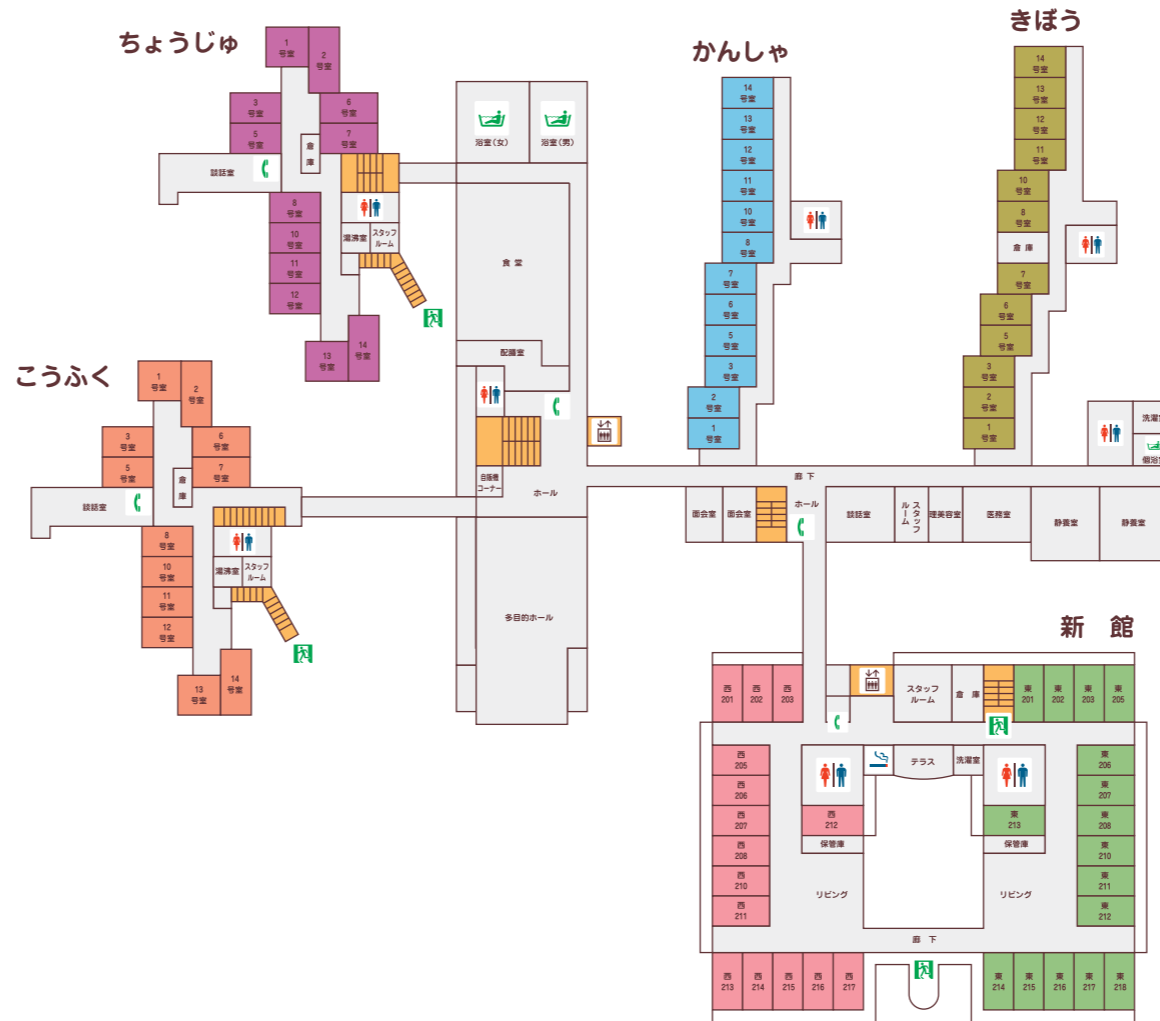 ちょうじゅ
1
号室
2
号室
3
号室
6
号室
5
号室
7
号室
倉
庫
談話室
8
号室
10
号室
11
号室
12
号室
湯沸室
スタッフ
ルーム
13
号室
14
号室
浴室(女)
浴室(男)
食 堂
配膳室
自販機
コーナー
ホール
多目的ホール
こうふく
1
号室
2
号室
3
号室
6
号室
5
号室
7
号室
倉
庫
談話室
8
号室
10
号室
11
号室
12
号室
湯沸室
スタッフ
ルーム
13
号室
14
号室
かんしゃ
14
号室
13
号室
12
号室
11
号室
10
号室
8
号室
7
号室
6
号室
5
号室
3
号室
2
号室
1
号室
きぼう
14
号室
13
号室
12
号室
11
号室
10
号室
8
号室
倉 庫
7
号室
6
号室
5
号室
3
号室
2
号室
1
号室
洗濯
個浴
廊 下
面会室
面会室
ホール
談話室
スタッフ
ルーム
理美容室
医務室
静養室
静養室
新 館
西
201
西
202
西
203
スタッフ
ルーム
倉 庫
東
201
東
202
東
203
東
205
西
205
西
206
西
207
西
208
西
210
西
211
西
212
保管庫
リビング
テラス
洗濯室
東
213
保管庫
リビング
東
206
東
207
東
208
東
210
東
211
東
212
廊 下
西
213
西
214
西
215
西
216
西
217
東
214
東
215
東
216
東
217
東
218